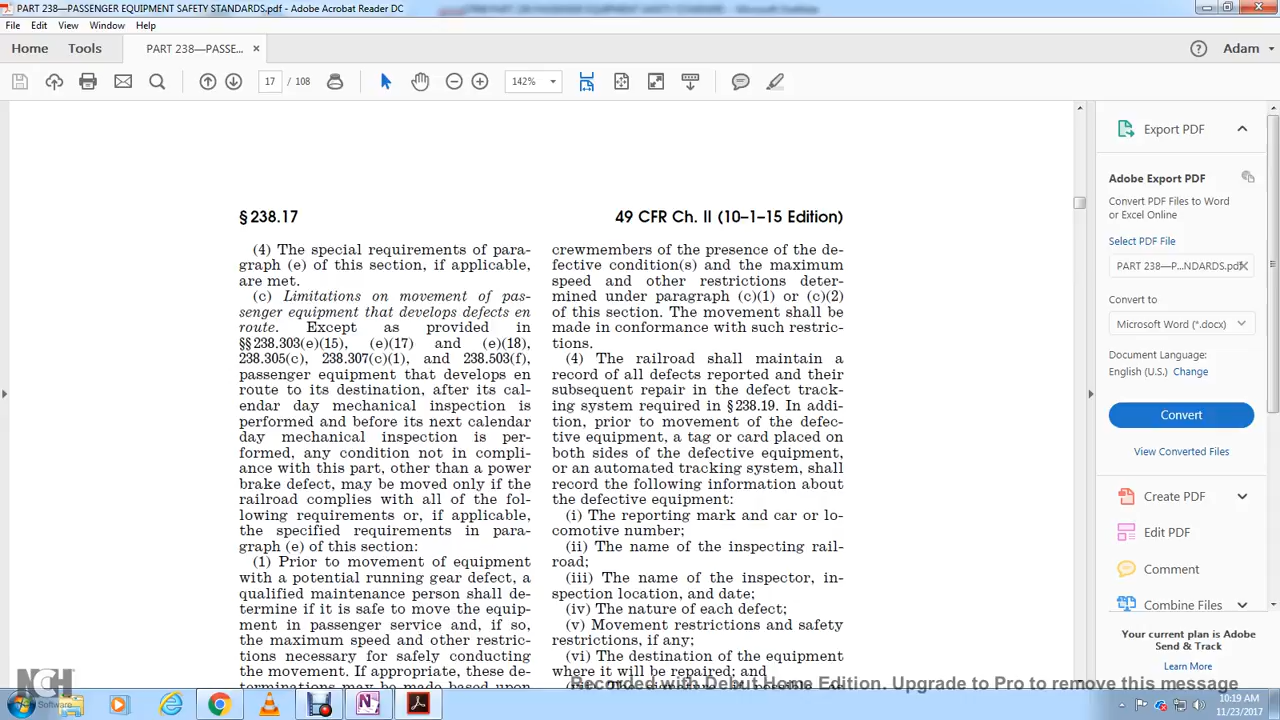 PART 238—PASSENGER EQUIPMENT SAFETY STANDARDS.pdf - Adobe Acrobat Reader DC
File Edit View Window Help
Home Tools PART 238—PASSE... × Adam
17 / 108 142%
§ 238.17
(4) The special requirements of para-
graph (e) of this section, if applicable,
are met.
(c) Limitations on movement of pas-
senger equipment that develops defects en
route. Except as provided in
§§ 238.303(e)(15), (e)(17) and (e)(18),
238.305(c), 238.307(c)(1), and 238.503(f),
passenger equipment that develops en
route to its destination, after its cal-
endar day mechanical inspection is
performed and before its next calendar
day mechanical inspection is per-
formed, any condition not in compli-
ance with this part, other than a power
brake defect, may be moved only if the
railroad complies with all of the fol-
lowing requirements or, if applicable,
the specified requirements in para-
graph (e) of this section:
(1) Prior to movement of equipment
with a potential running gear defect, a
qualified maintenance person shall de-
termine if it is safe to move the equip-
ment in passenger service and, if so,
the maximum speed and other restric-
tions necessary for safely conducting
the movement. If appropriate, these de-
terminations may be made based upon
49 CFR Ch. II (10–1–15 Edition)
crewmembers of the presence of the de-
fective condition(s) and the maximum
speed and other restrictions deter-
mined under paragraph (c)(1) or (c)(2)
of this section. The movement shall be
made in conformance with such restric-
tions.
(4) The railroad shall maintain a
record of all defects reported and their
subsequent repair in the defect track-
ing system required in § 238.19. In addi-
tion, prior to movement of the defec-
tive equipment, a tag or card placed on
both sides of the defective equipment,
or an automated tracking system, shall
record the following information about
the defective equipment:
(i) The reporting mark and car or lo-
comotive number;
(ii) The name of the inspecting rail-
road;
(iii) The name of the inspector, in-
spection location, and date;
(iv) The nature of each defect;
(v) Movement restrictions and safety
restrictions, if any;
(vi) The destination of the equipment
where it will be repaired; and
Export PDF
Adobe Export PDF
Convert PDF Files to Word
or Excel Online
Select PDF File
PART 238—P...NDARDS.pdf
Convert to
Microsoft Word (*.docx)
Document Language:
English (U.S.) Change
Convert
View Converted Files
Create PDF
Edit PDF
Comment
Combine Files
Your current plan is Adobe
Send & Track
Learn More
NCH
NCH Software
Recorded with Debut Home Edition. Upgrade to Pro to remove this message
10:19 AM
11/23/2017